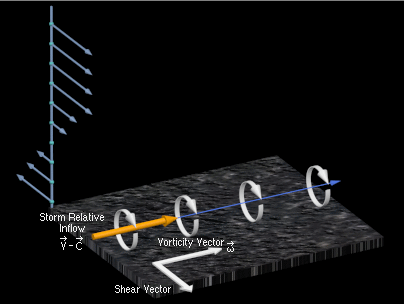 Storm Relative
Inflow
V - C
Vorticity Vector ω
Shear Vector